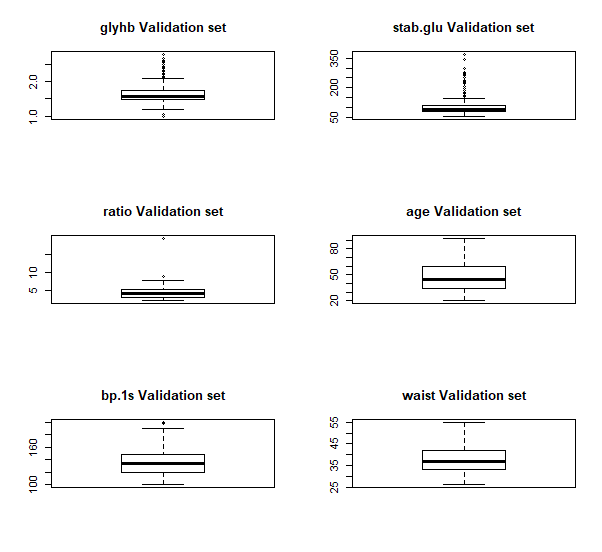 glyhb Validation set
2.0
1.0
stab.glu Validation set
350
200
50
ratio Validation set
10
5
age Validation set
80
50
20
bp.1s Validation set
160
100
waist Validation set
55
45
35
25